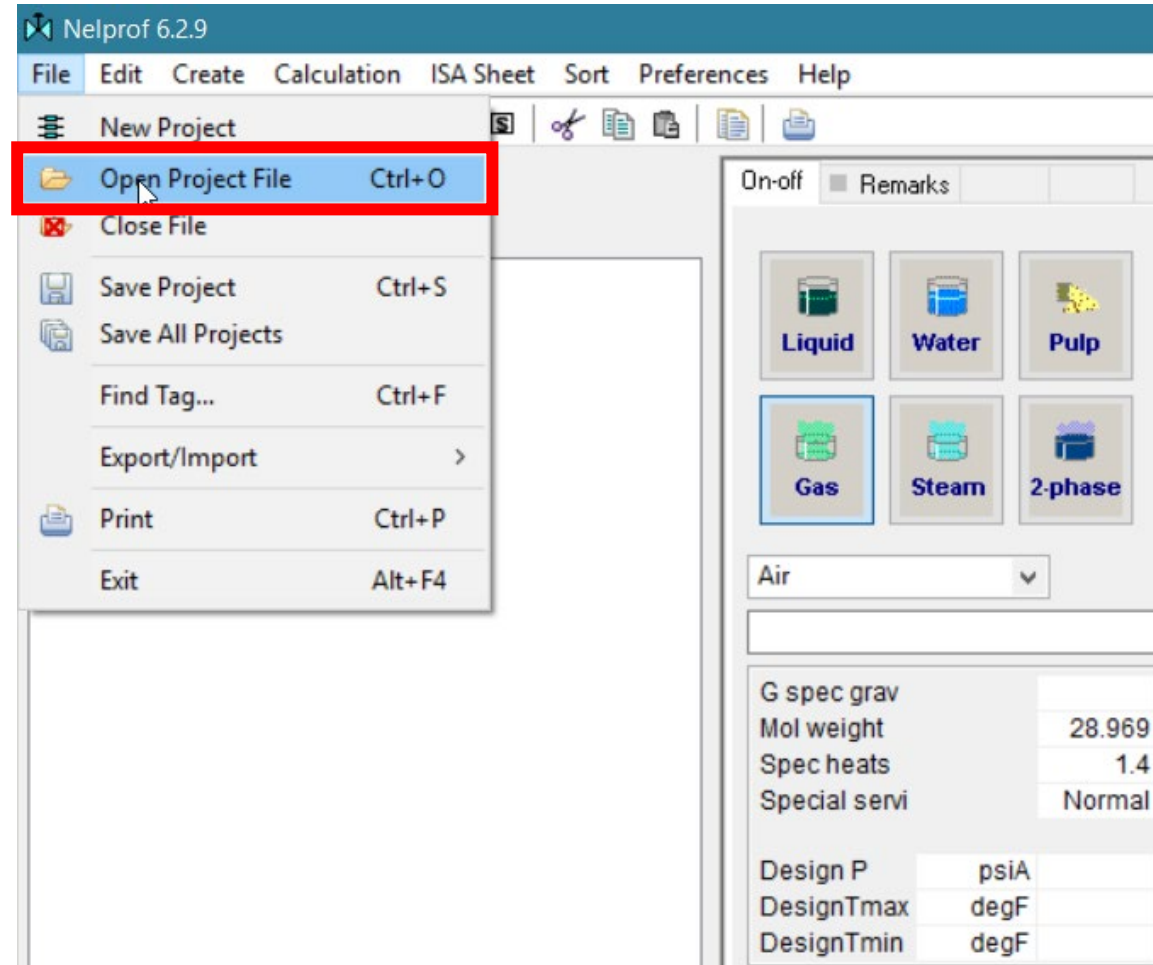 Nelprof 6.2.9
File Edit Create Calculation ISA Sheet Sort Preferences Help
New Project
S
Open Project File Ctrl+O
Close File
Save Project Ctrl+S
Save All Projects
Find Tag... Ctrl+F
Export/Import >
Print Ctrl+P
Exit Alt+F4
On-off Remarks
Liquid Water Pulp
Gas Steam 2-phase
Air
G spec grav
Mol weight 28.969
Spec heats 1.4
Special servi Normal
Design P psiA
DesignTmax degF
DesignTmin degF